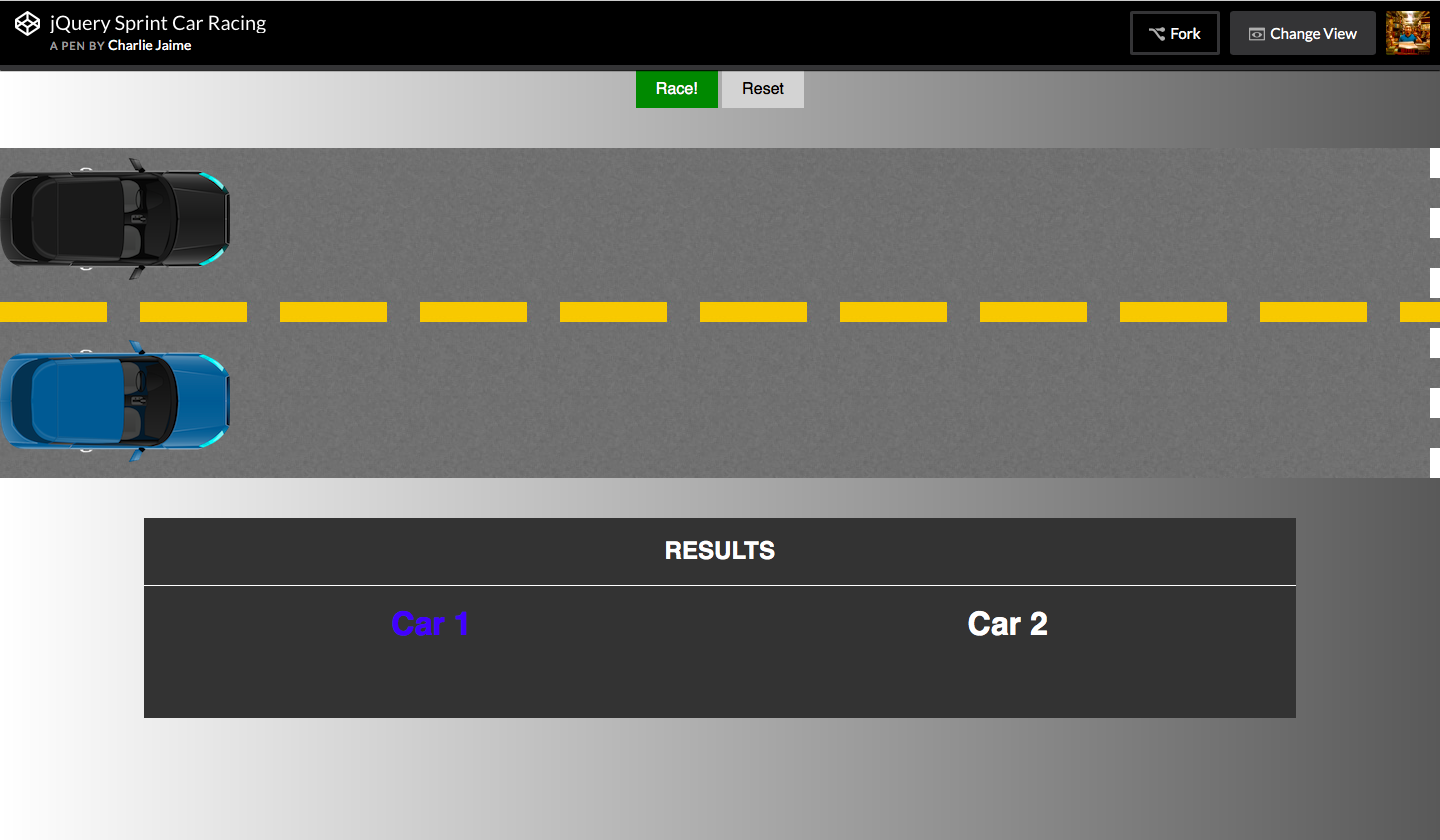 jQuery Sprint Car Racing
A PEN BY Charlie Jaime
Fork
Change View
Race!
Reset
RESULTS
Car 1
Car 2